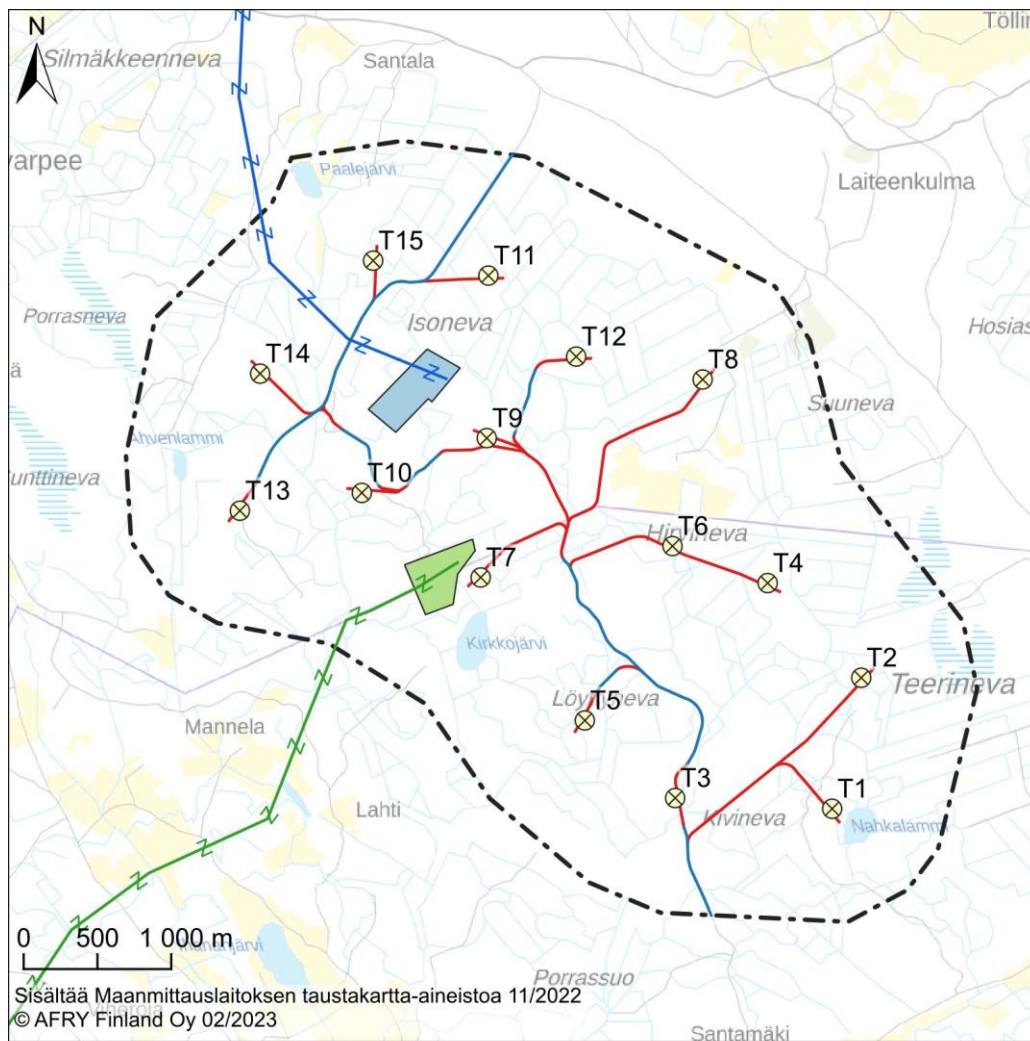 N
Töllin
Silmäkkeenneva
Santala
varpee
Paalejärvi
Laiteenkulma
T15
T11
Porrasneva
Isoneva
Hosias
T14
T12
T8
ä
Suuneva
T9
Ahvenlammi
T10
T13
T6
Hirvineva
T7
T4
Kirkkojärvi
T2
Teerineva
T5
Mannela
T3
T1
Lahti
Kivineva
Nahkalammi
0 500 1 000 m
Porrassuo
Sisältää Maanmittauslaitoksen taustakartta-aineistoa 11/2022
© AFRY Finland Oy 02/2023
Santamäki